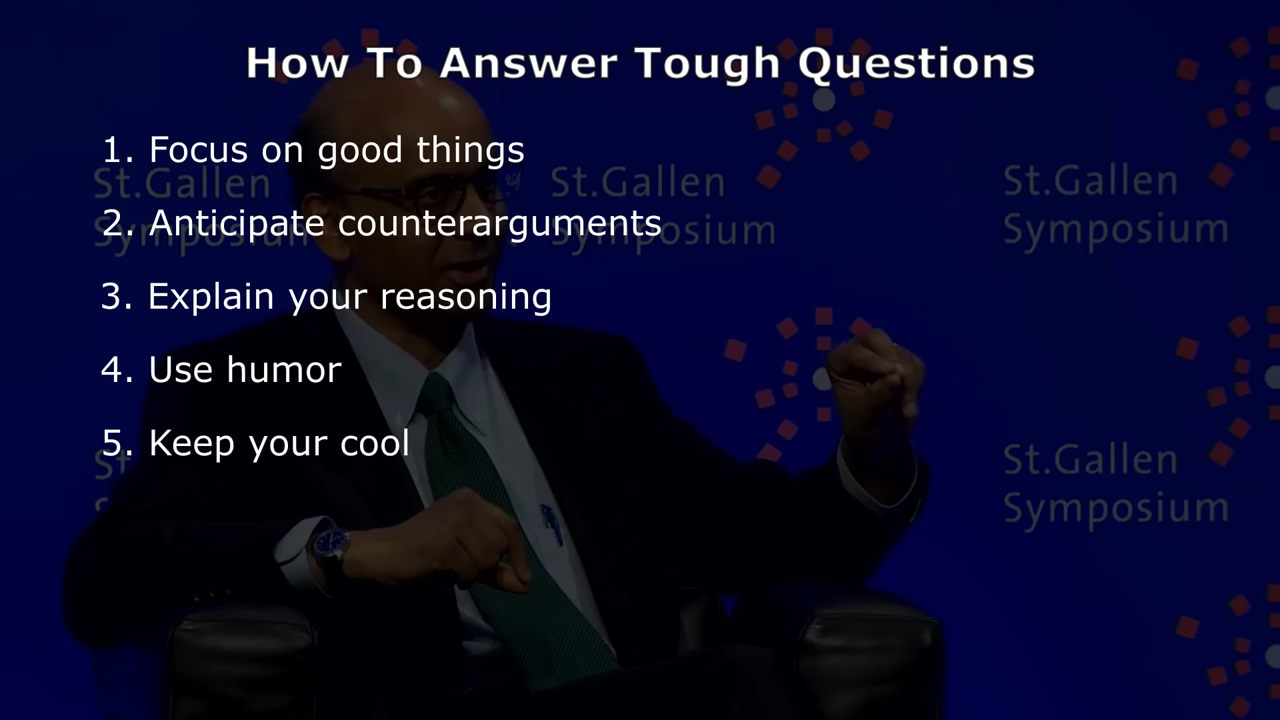 How To Answer Tough Questions
1. Focus on good things
St.Gallen
Symposium
St.Gallen
Symposium
St.Gallen
Symposium
2. Anticipate counterarguments
3. Explain your reasoning
4. Use humor
5. Keep your cool
St.Gallen
Symposium